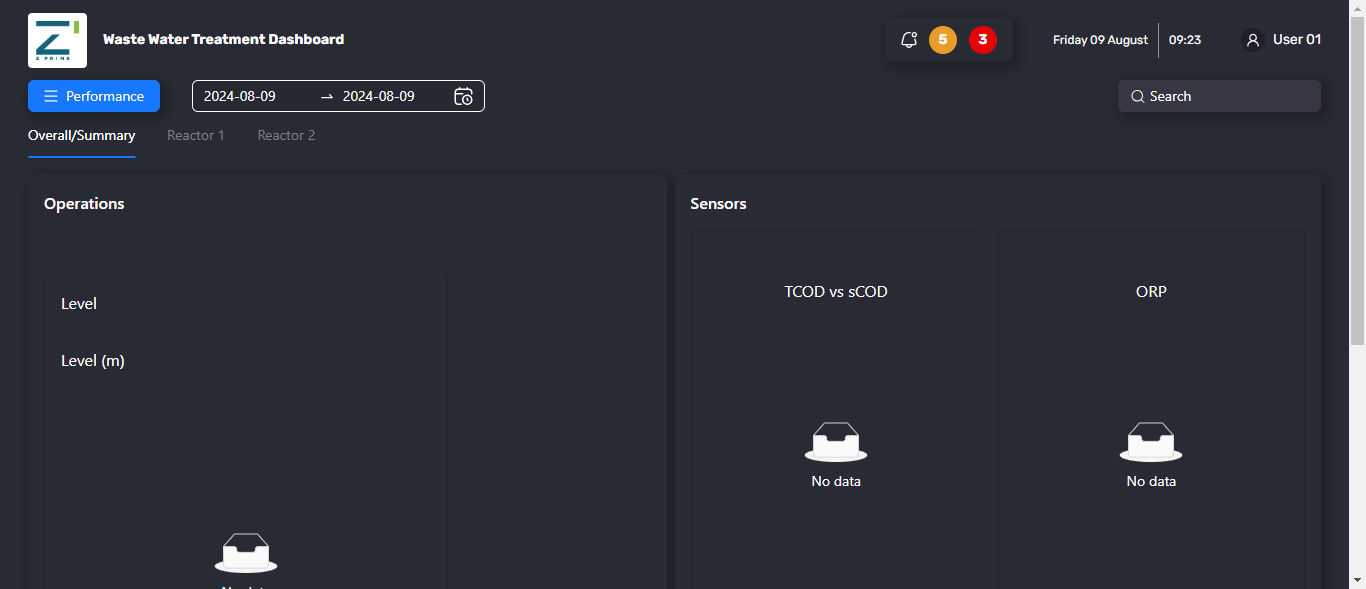 Z PRIME
Waste Water Treatment Dashboard
5
3
Friday 09 August
09:23
User 01
Performance
2024-08-09
2024-08-09
Search
Overall/Summary
Reactor 1
Reactor 2
Operations
Level
Level (m)
Sensors
TCOD vs sCOD
No data
ORP
No data